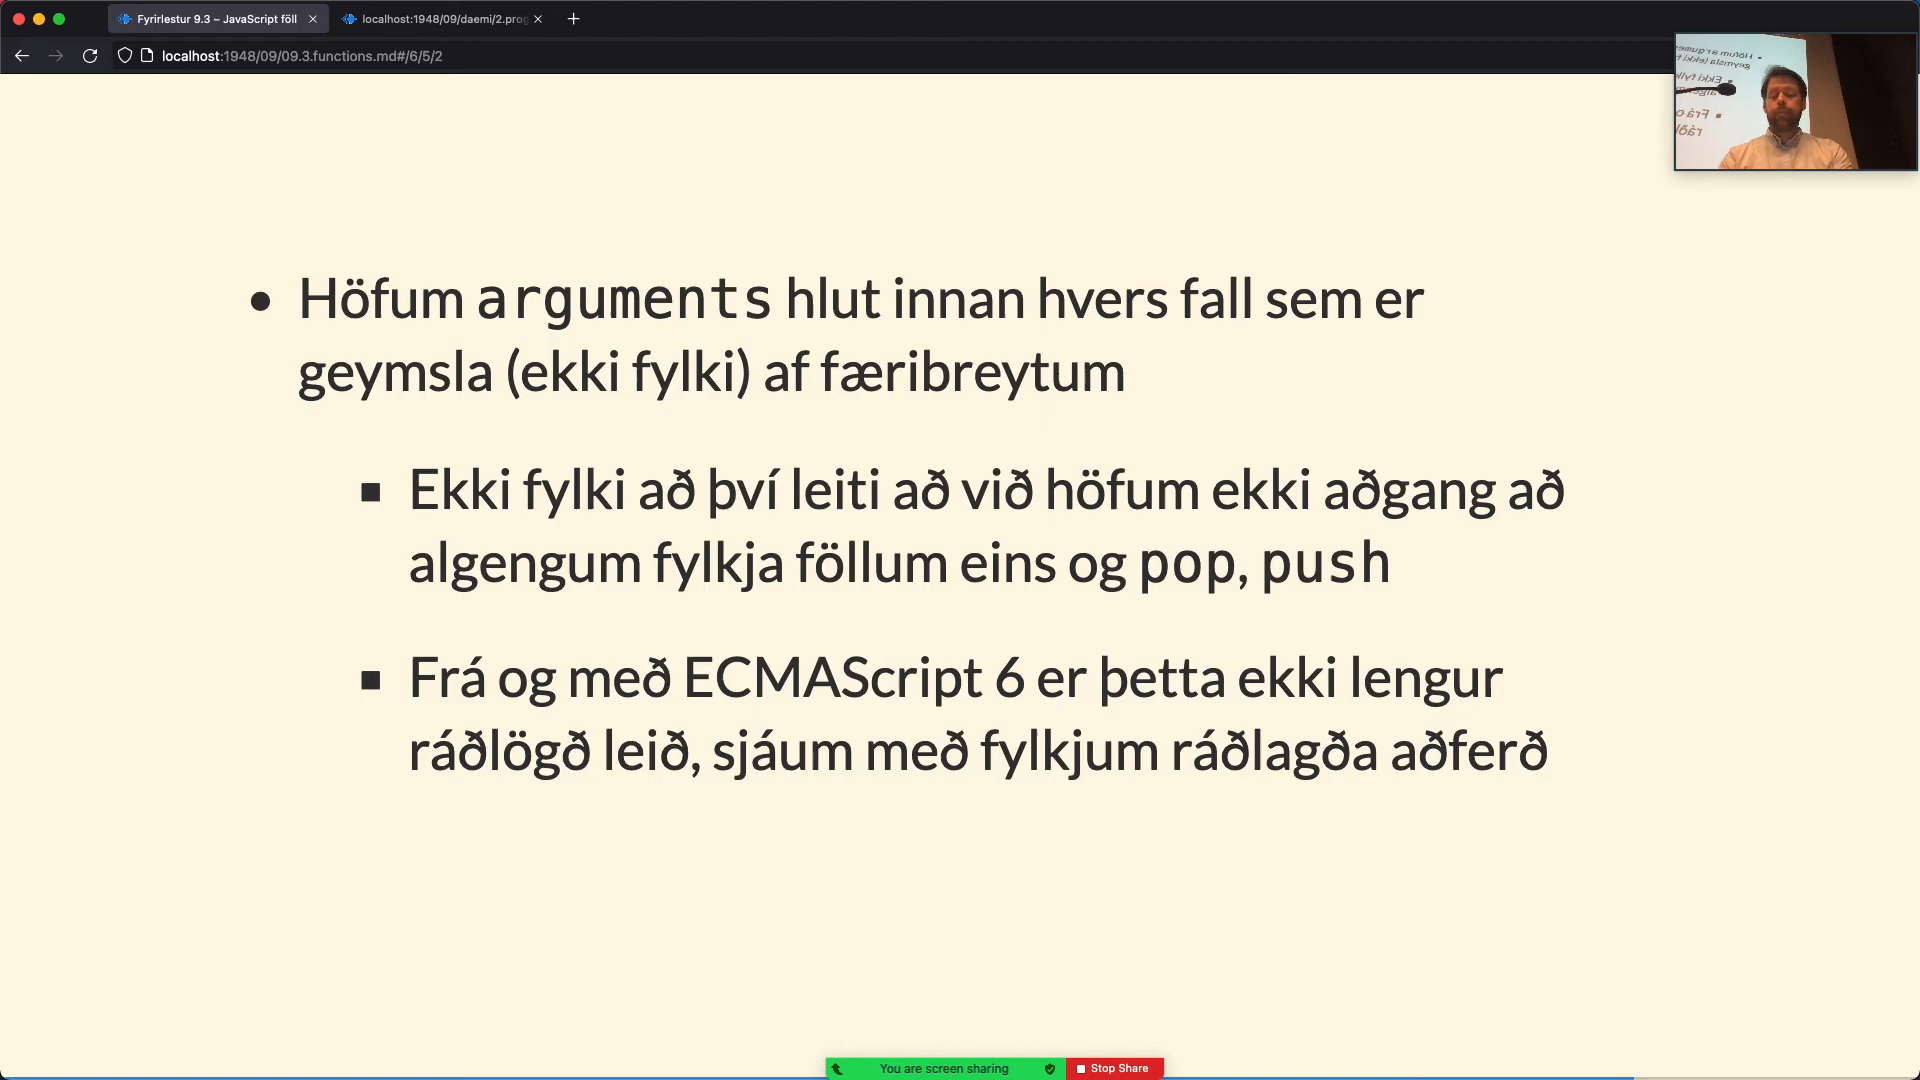 Fyrirlestur 9.3 – JavaScript föll
localhost:1948/09/daemi/2.prog
localhost:1948/09/09.3.functions.md#/6/5/2
Höfum arguments hlut innan hvers fall sem er
geymsla (ekki fylki) af færibreytum
Ekki fylki að því leiti að við höfum ekki aðgang að
algengum fylkja föllum eins og pop, push
Frá og með ECMAScript 6 er þetta ekki lengur
ráðlögð leið, sjáum með fylkjum ráðlagða aðferð
You are screen sharing
Stop Share